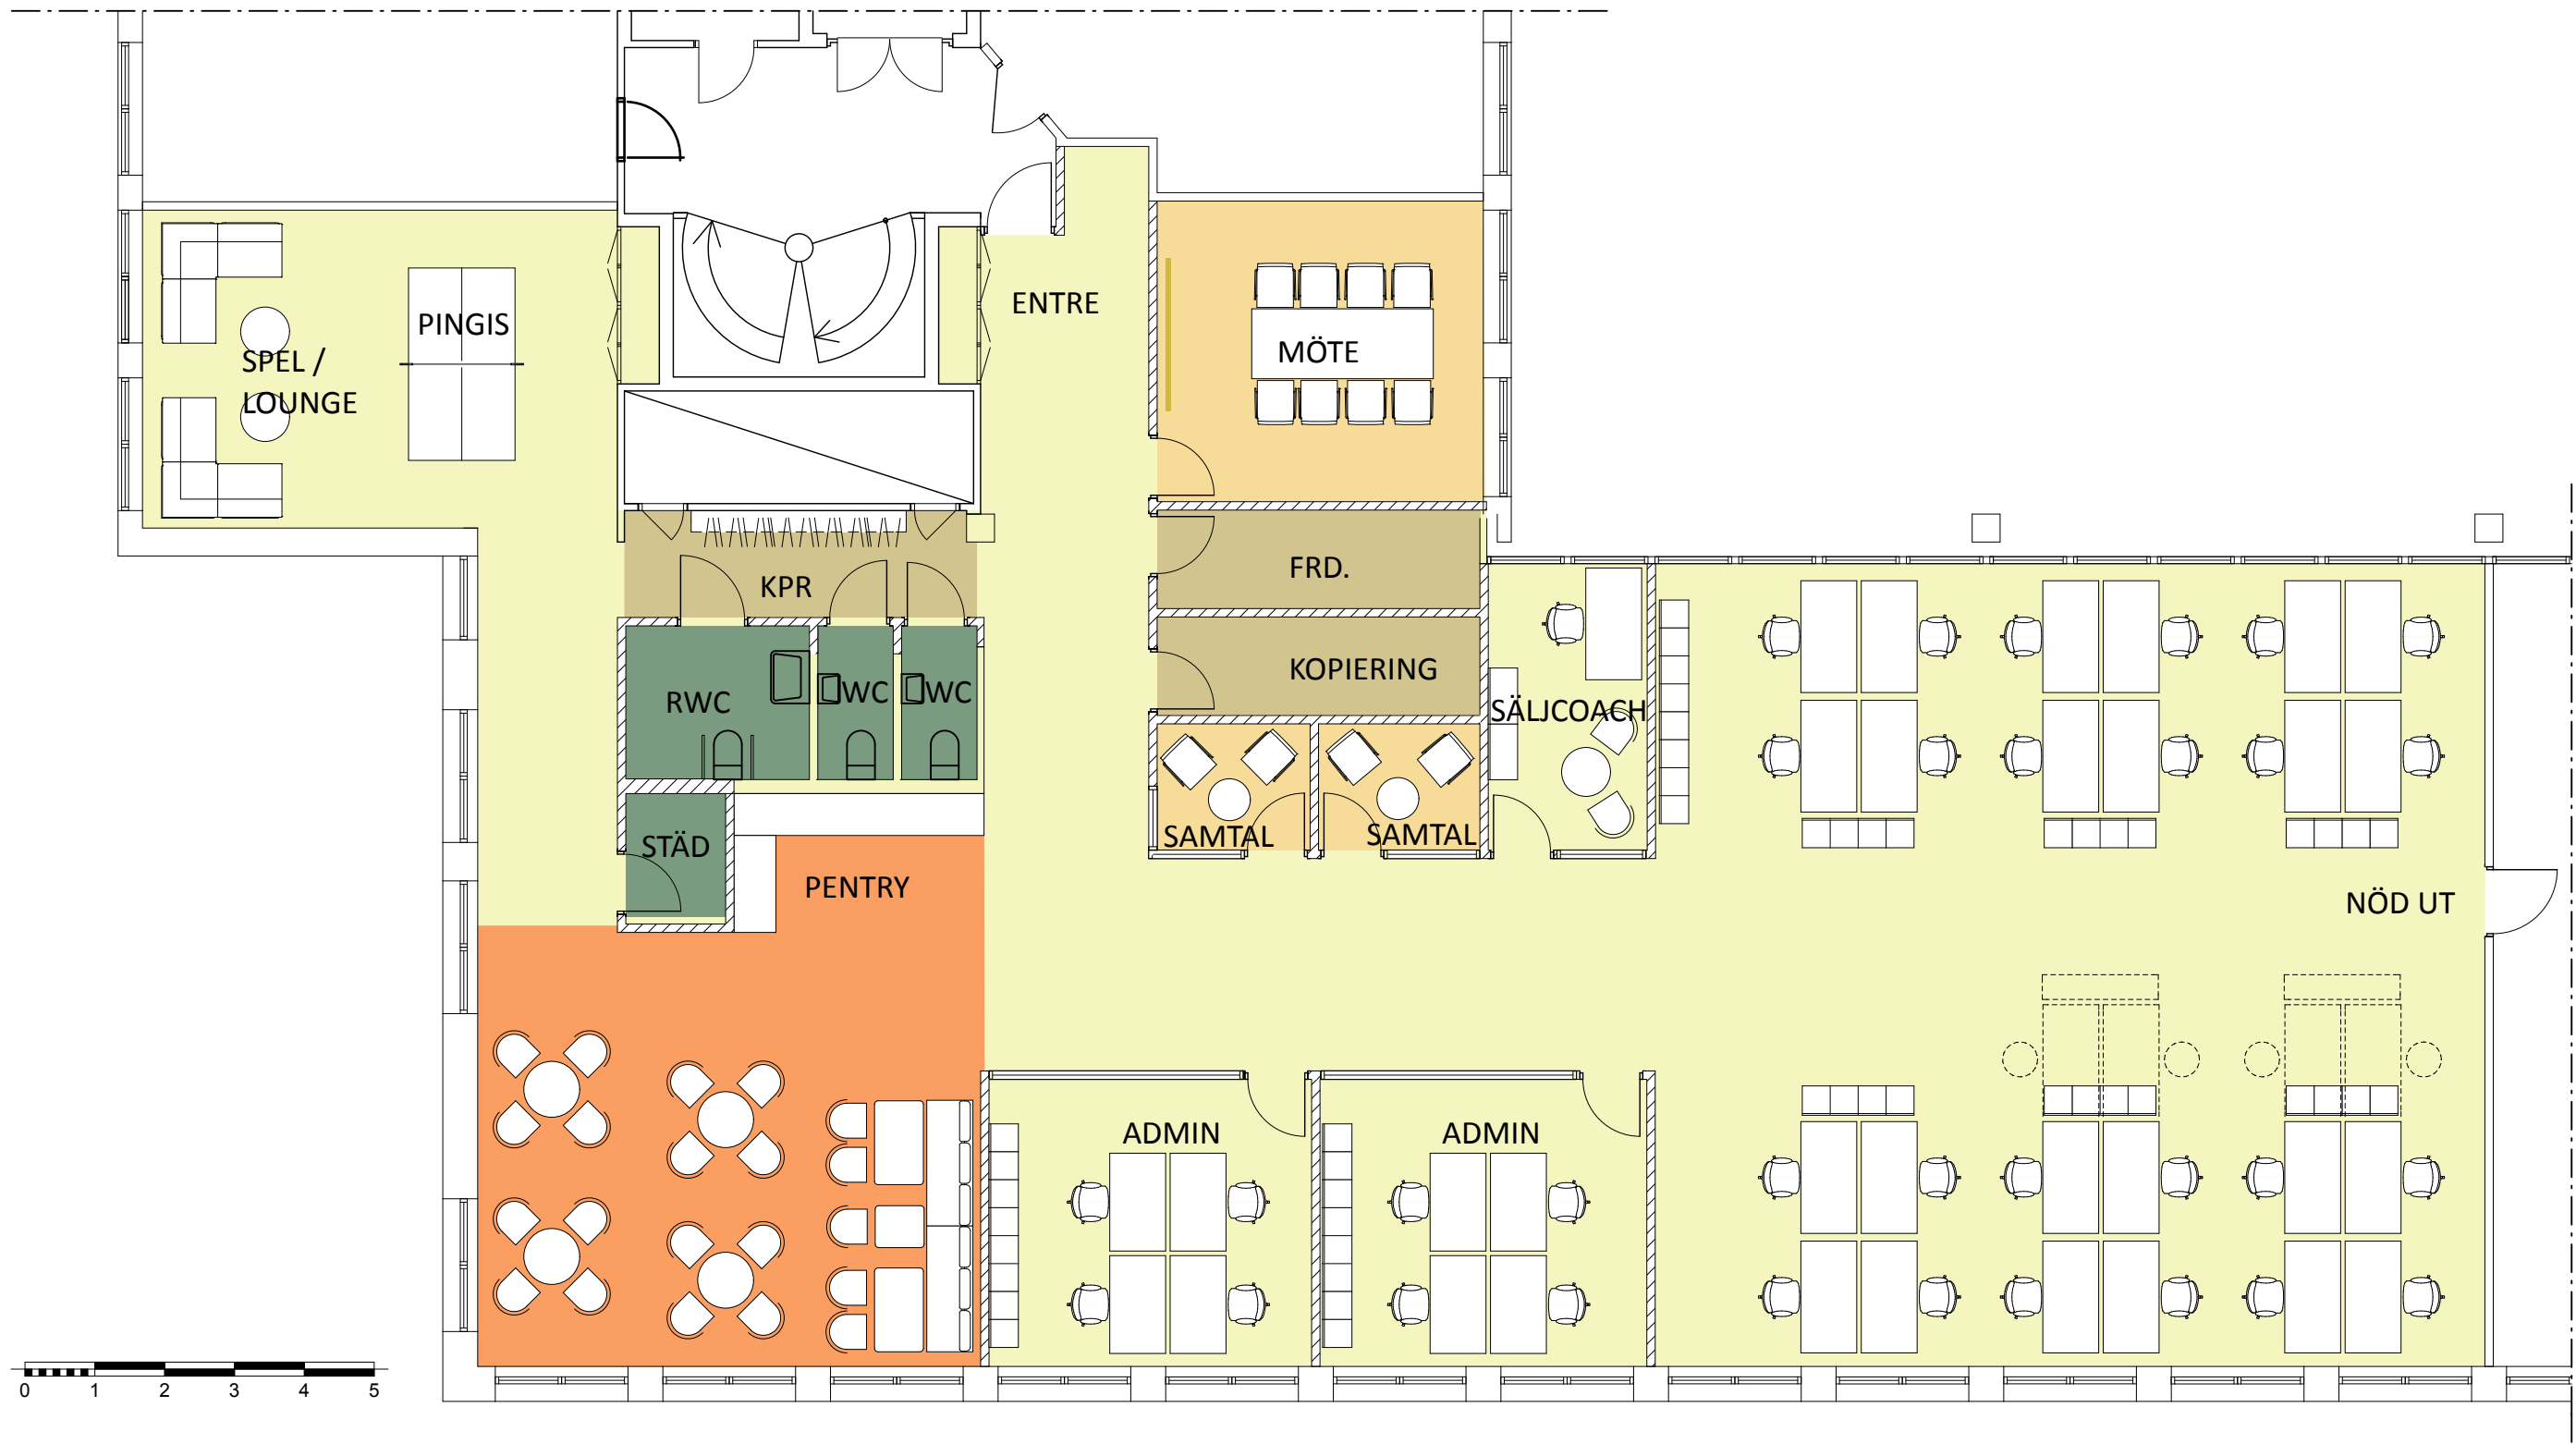 ENTRE
PINGIS
MÖTE
SPEL /
LOUNGE
FRD.
KPR
KOPIERING
RWC
WC
WC
SÄLJCOACH
SAMTAL
SAMTAL
STÄD
PENTRY
NÖD UT
ADMIN
ADMIN
0 1 2 3 4 5